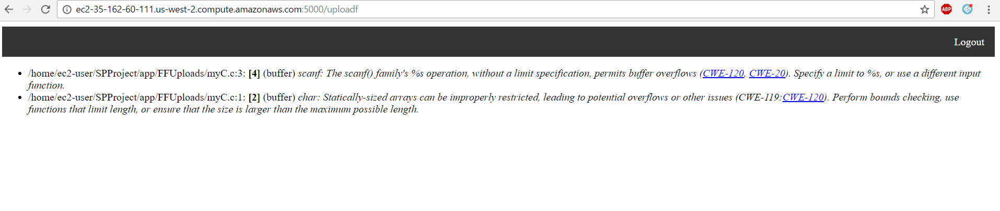 ec2-35-162-60-111.us-west-2.compute.amazonaws.com:5000/uploadf
ABP
Logout
• /home/ec2-user/SPProject/app/FFUploads/myC.c:3: [4] (buffer) scanf: The scanf() family's %s operation, without a limit specification, permits buffer overflows (CWE-120, CWE-20). Specify a limit to %s, or use a different input
function.
• /home/ec2-user/SPProject/app/FFUploads/myC.c:1: [2] (buffer) char: Statically-sized arrays can be improperly restricted, leading to potential overflows or other issues (CWE-119:CWE-120). Perform bounds checking, use
functions that limit length, or ensure that the size is larger than the maximum possible length.